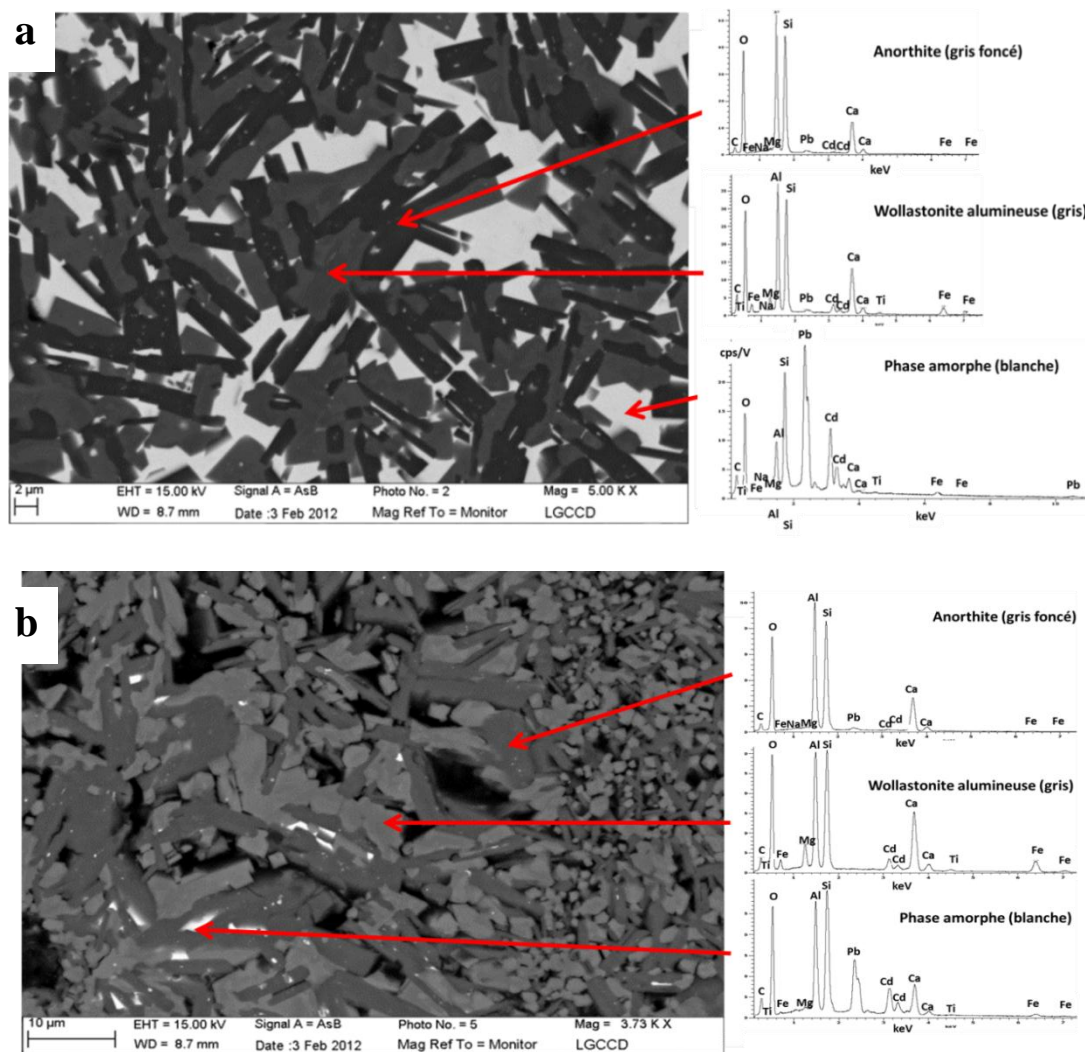 a
O
Si
Anorthite (gris foncé)
Ca
C
FeNa
Mg
Pb
Cd
Cd
Ca
Fe
Fe
keV
Al
Si
Wollastonite alumineuse (gris)
O
Ca
C
Ti
Fe
Mg
Na
Pb
Cd
Cd
Ca
Ti
Fe
Fe
cps/V
Pb
Phase amorphe (blanche)
Si
O
Cd
Al
Cd
Ca
C
Ti
Na
Fe
Mg
Ca
Ti
Fe
Fe
Pb
keV
Al
Si
2 µm
EHT = 15.00 kV Signal A = AsB Photo No. = 2 Mag = 5.00 K X
WD = 8.7 mm Date :3 Feb 2012 Mag Ref To = Monitor LGCCD
b
Al
Anorthite (gris foncé)
Si
O
Ca
C
FeNa
Mg
Pb
Cd
Cd
Ca
Fe
Fe
keV
Al
Si
O
Wollastonite alumineuse (gris)
Ca
C
Ti
Fe
Mg
Cd
Cd
Ca
Ti
Fe
Fe
keV
Si
Al
O
Phase amorphe (blanche)
Pb
Cd
Ca
C
Ti
Fe
Mg
Cd
Ca
Ti
Fe
Fe
keV
10 µm
EHT = 15.00 kV Signal A = AsB Photo No. = 5 Mag = 3.73 K X
WD = 8.7 mm Date :3 Feb 2012 Mag Ref To = Monitor LGCCD